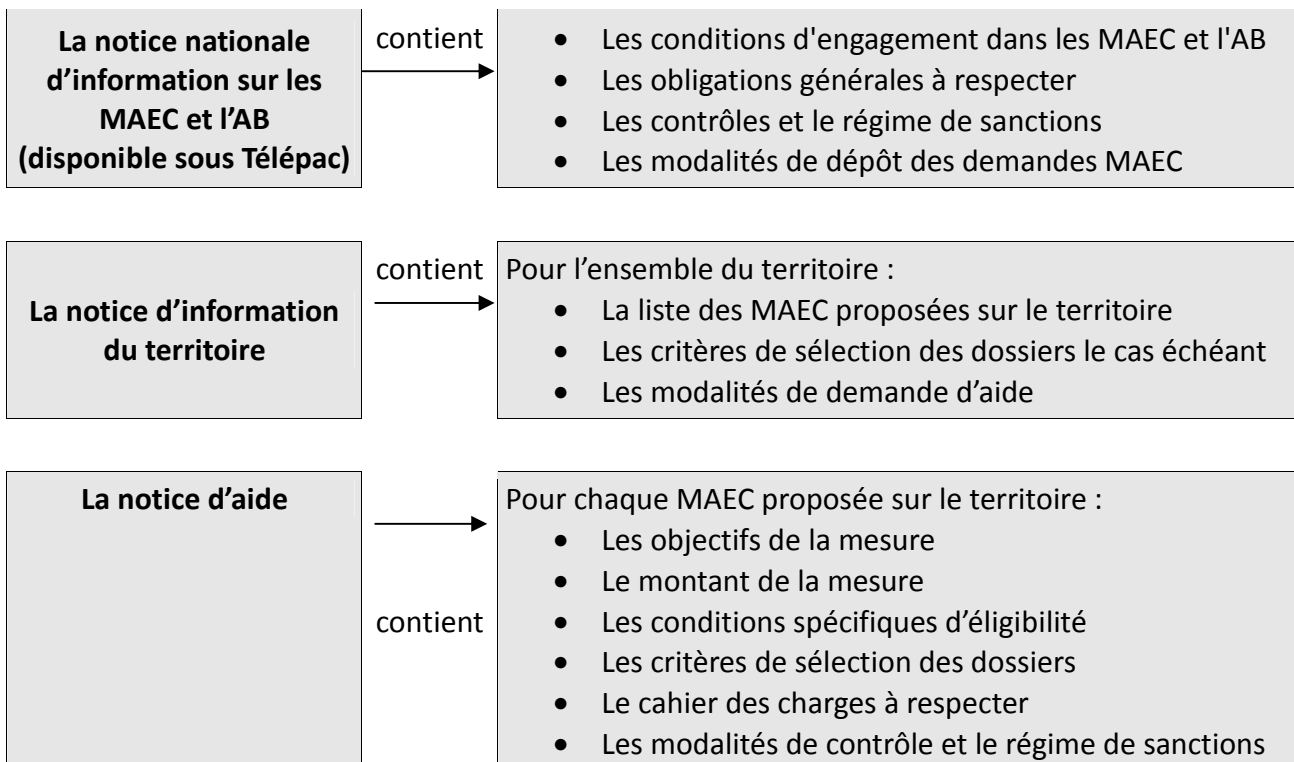 La notice nationale
d’information sur les
MAEC et l’AB
(disponible sous Télépac)
contient
• Les conditions d'engagement dans les MAEC et l'AB
• Les obligations générales à respecter
• Les contrôles et le régime de sanctions
• Les modalités de dépôt des demandes MAEC
La notice d’information
du territoire
contient
Pour l’ensemble du territoire :
• La liste des MAEC proposées sur le territoire
• Les critères de sélection des dossiers le cas échéant
• Les modalités de demande d’aide
La notice d’aide
contient
Pour chaque MAEC proposée sur le territoire :
• Les objectifs de la mesure
• Le montant de la mesure
• Les conditions spécifiques d’éligibilité
• Les critères de sélection des dossiers
• Le cahier des charges à respecter
• Les modalités de contrôle et le régime de sanctions